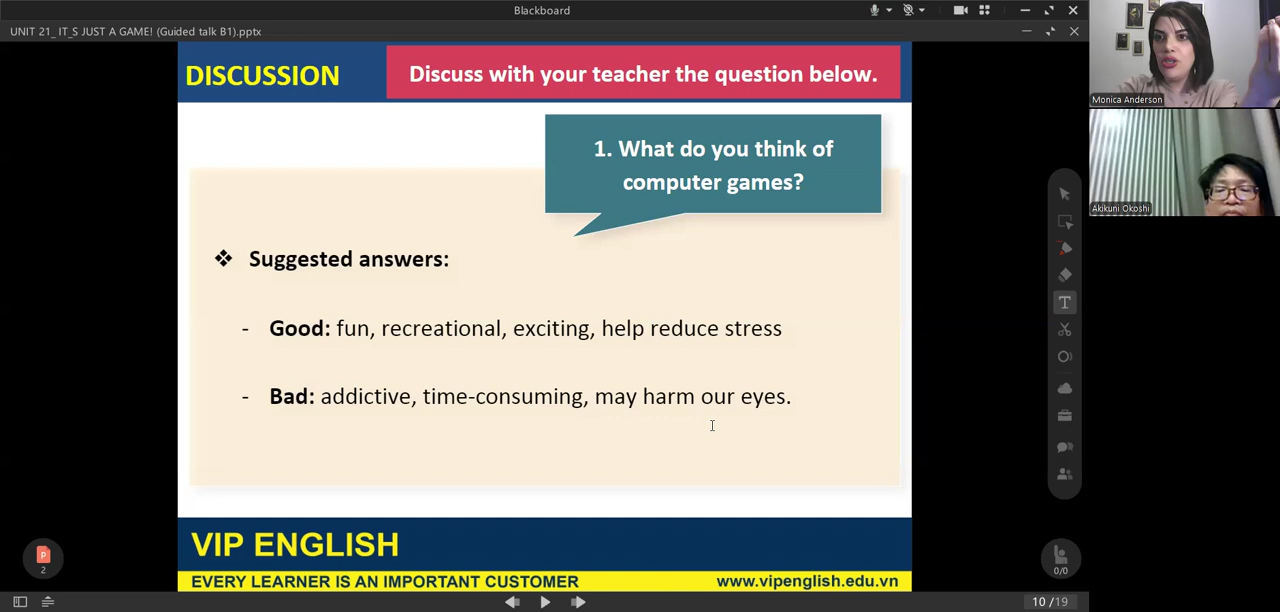 Blackboard
UNIT 21_ IT_S JUST A GAME! (Guided talk B1).pptx
DISCUSSION
Discuss with your teacher the question below.
1. What do you think of
computer games?
Suggested answers:
- Good: fun, recreational, exciting, help reduce stress
- Bad: addictive, time-consuming, may harm our eyes.
VIP ENGLISH
EVERY LEARNER IS AN IMPORTANT CUSTOMER
www.vipenglish.edu.vn
Monica Anderson
Akikuni Okoshi
T
P
2
0/0
10 /19